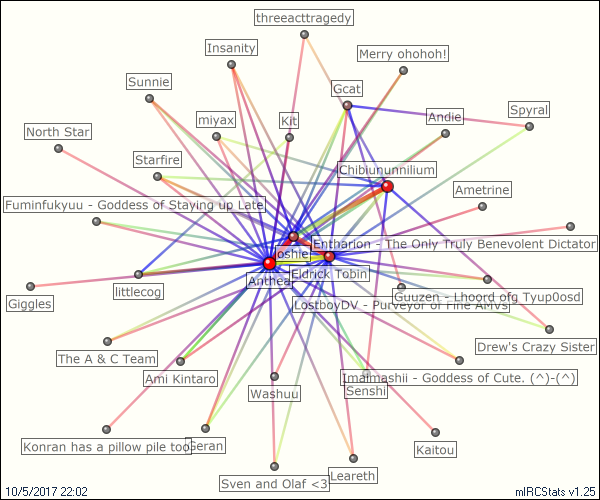 threeacttragedy
Insanity
Merry ohohoh!
Sunnie
Gcat
Spyral
miyax
Kit
Andie
North Star
Starfire
Chibiununnilium
Ametrine
Fuminfukyuu - Goddess of Staying up Late
Entharion - The Only Truly Benevolent Dictator
oshie
Eldrick Tobin
Anthea
Giggles
littlecog
Guuzen - Lhoord ofg Tyup0osd
LostboyDV - Purveyor of Fine AMVs
Drew's Crazy Sister
The A & C Team
Ami Kintaro
Imaimashii - Goddess of Cute. (^)-(^)
Washuu
Senshi
Konran has a pillow pile too
Geran
Kaitou
Sven and Olaf <3
Leareth
10/5/2017 22:02
mIRCStats v1.25